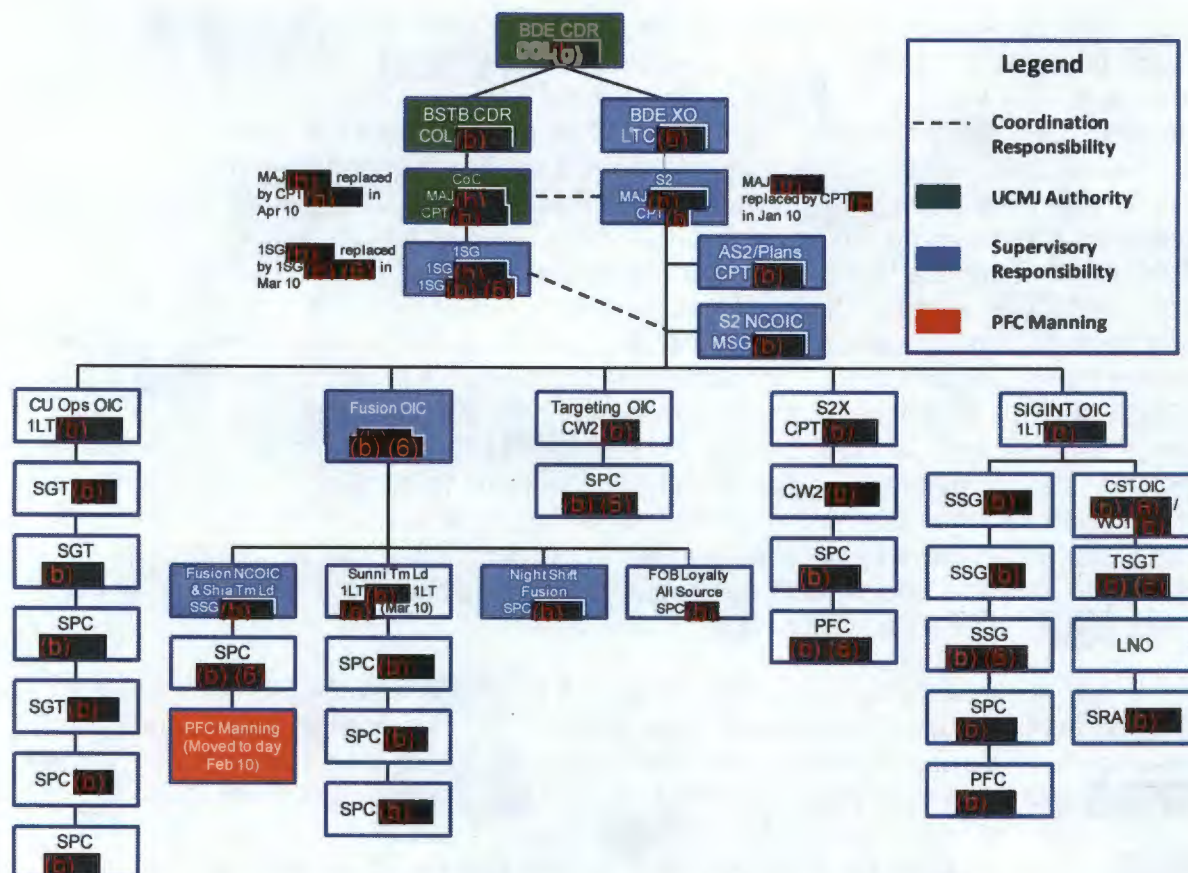 BDE CDR
COL (b)
BSTB CDR
COL (b)
BDE XO
LTC (b)
MAJ replaced
by CPT in
Apr 10
CoC
MAJ (b)
CPT (b)
S2
MAJ (b)
CPT (b)
MAJ
replaced by CPT
in Jan 10
1SG replaced
by 1SG (b) (6) in
Mar 10
1SG
1SG (b)
1SG (b) (6)
AS2/Plans
CPT (b)
S2 NCOIC
MSG (b)
Legend
Coordination
Responsibility
UCMJ Authority
Supervisory
Responsibility
PFC Manning
CU Ops OIC
1LT
SGT (b)
SGT
(b)
SPC
(b)
SGT (b)
SPC (b)
SPC
(b)
Fusion OIC
(b) (6)
Fusion NCOIC
& Shia Tm Ld
SSG (b)
SPC
(b) (6)
PFC Manning
(Moved to day
Feb 10)
Sunni Tm Ld
1LT (b) 1LT
(b) (Mar 10)
SPC (b)
SPC (b)
SPC (b)
Night Shift
Fusion
SPC (b)
FOB Loyalty
All Source
SPC (b)
Targeting OIC
CW2 (b)
SPC
(b) (6)
S2X
CPT (b)
CW2 (b)
SPC
(b)
PFC
(b) (6)
SIGINT OIC
1LT (b)
SSG (b)
SSG (b)
SSG
(b) (6)
SPC
(b)
PFC
(b)
CST OIC
(b) (6) /
WO1 (b)
TSGT
(b) (6)
LNO
SRA (b)